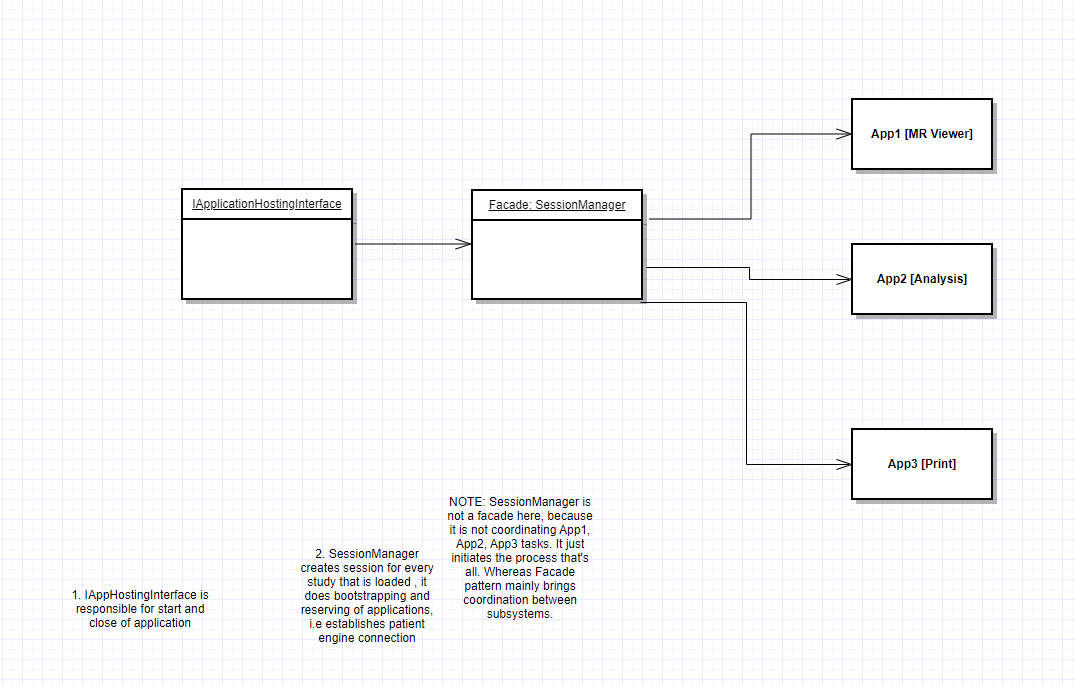 App1 [MR Viewer]
IApplicationHostingInterface
Facade: SessionManager
App2 [Analysis]
App3 [Print]
NOTE: SessionManager is
not a facade here, because
it is not coordinating App1,
App2, App3 tasks. It just
initiates the process that's
all. Whereas Facade
pattern mainly brings
coordination between
subsystems.
2. SessionManager
creates session for every
study that is loaded , it
does bootstrapping and
reserving of applications,
i.e establishes patient
engine connection
1. IAppHostingInterface is
responsible for start and
close of application